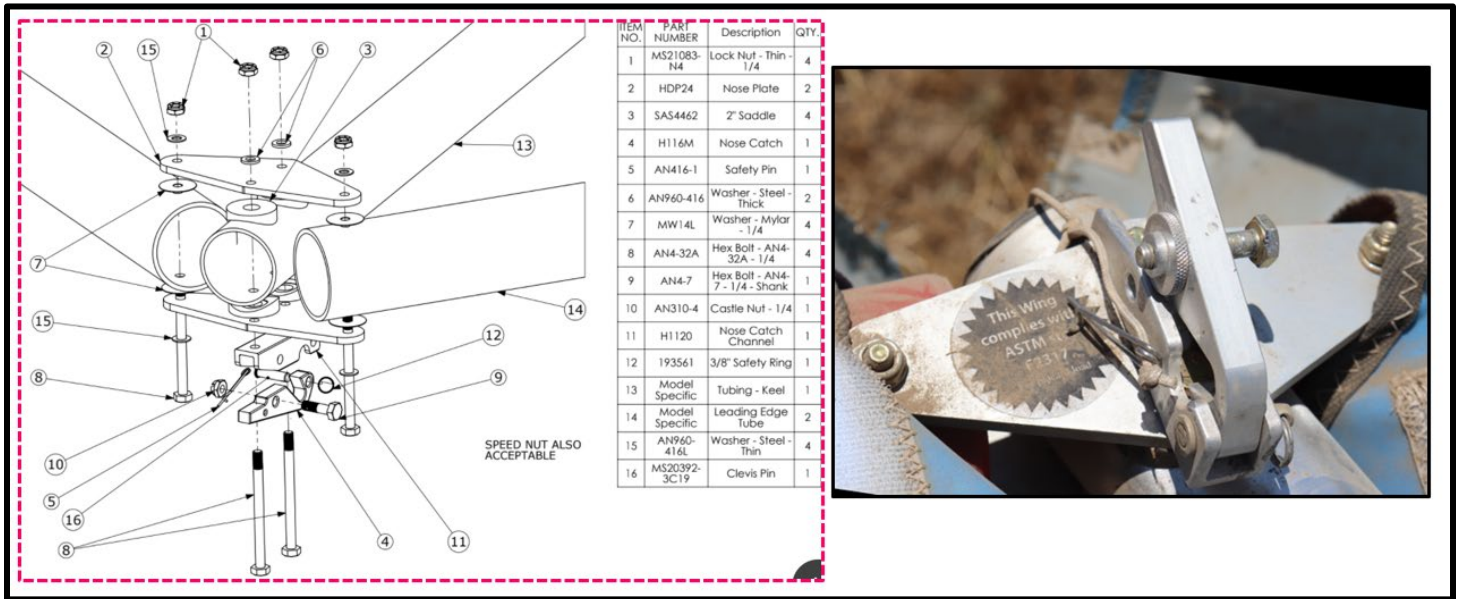 1
2
15
6
3
13
7
14
15
12
8
9
10
5
16
8
4
11
SPEED NUT ALSO
ACCEPTABLE
ITEM NO. PART NUMBER Description QTY.
1 MS21083-N4 Lock Nut - Thin - 1/4 4
2 HDP24 Nose Plate 2
3 SAS4462 2" Saddle 4
4 H116M Nose Catch 1
5 AN416-1 Safety Pin 1
6 AN960-416 Washer - Steel - Thick 2
7 MW14L Washer - Mylar - 1/4 4
8 AN4-32A Hex Bolt - AN4-32A - 1/4 4
9 AN4-7 Hex Bolt - AN4-7 - 1/4 - Shank 1
10 AN310-4 Castle Nut - 1/4 1
11 H1120 Nose Catch Channel 1
12 193561 3/8" Safety Ring 1
13 Model Specific Tubing - Keel 1
14 Model Specific Leading Edge Tube 2
15 AN960-416L Washer - Steel - Thin 4
16 MS20392-3C19 Clevis Pin 1
This Wing
complies with
ASTM
F2317